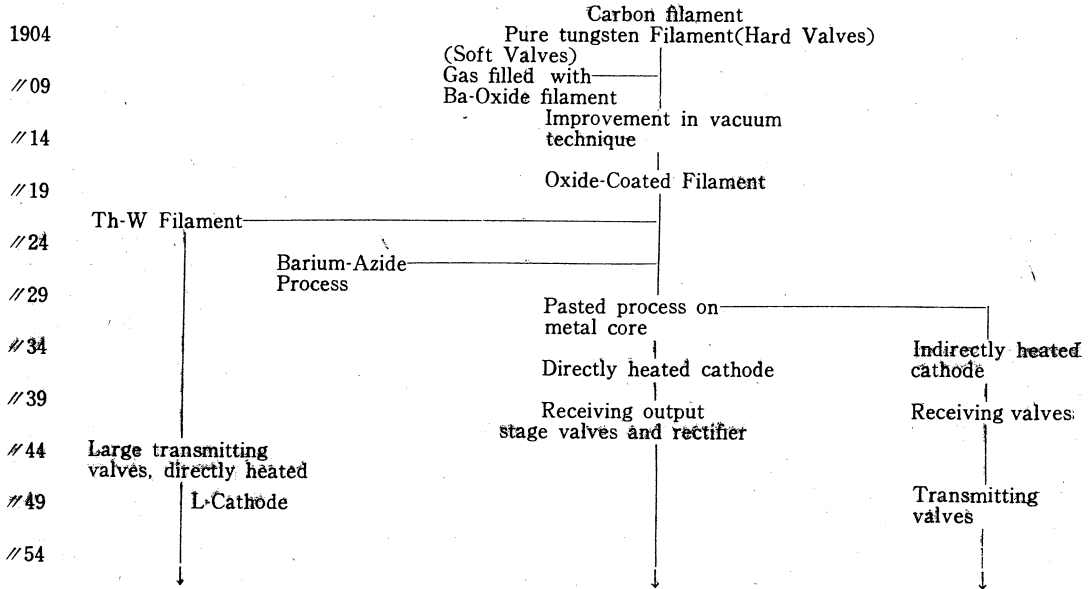 Carbon filament
1904 Pure tungsten Filament(Hard Valves)
(Soft Valves)
Gas filled with
〃09
Ba-Oxide filament
Improvement in vacuum
〃14 technique
〃19 Oxide-Coated Filament
Th-W Filament
〃24
Barium-Azide
Process
〃29
Pasted process on
metal core
〃34 Indirectly heated
cathode
Directly heated cathode
〃39
Receiving output
Receiving valves
stage valves and rectifier
〃44 Large transmitting
valves, directly heated
〃49 L-Cathode
Transmitting
valves
〃54